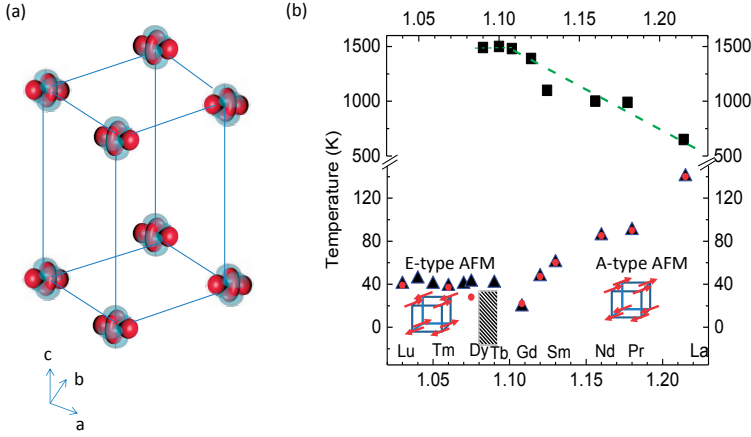 (a)
c
b
a
(b)
1.05 1.10 1.15 1.20
1500
1000
500
120
80
40
0
Temperature (K)
1500
1000
500
120
80
40
0
E-type AFM
A-type AFM
Lu Tm Dy Tb Gd Sm Nd Pr La
1.05 1.10 1.15 1.20